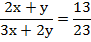 (2x + y)/(3x + 2y) = 13/23